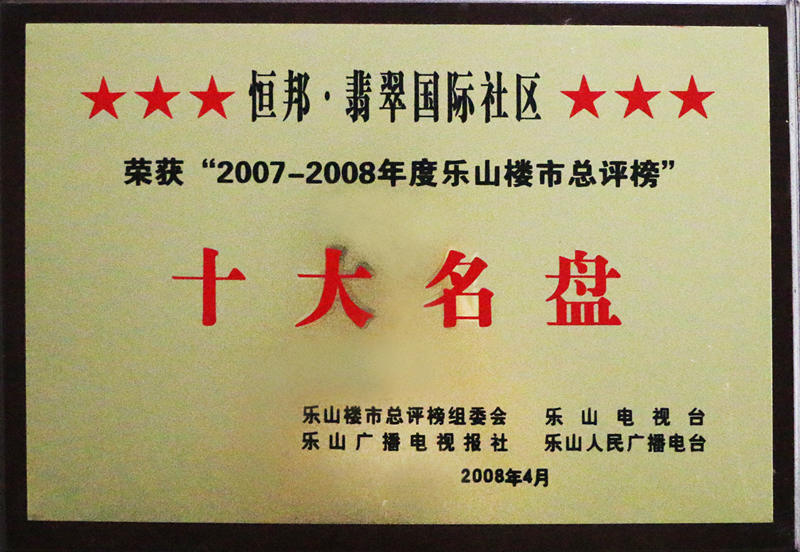 ★★★恒邦·翡翠国际社区★★★
荣获“2007-2008年度乐山楼市总评榜”
十大名盘
乐山楼市总评榜组委会 乐山电视台
乐山广播电视报社 乐山人民广播电台
2008年4月